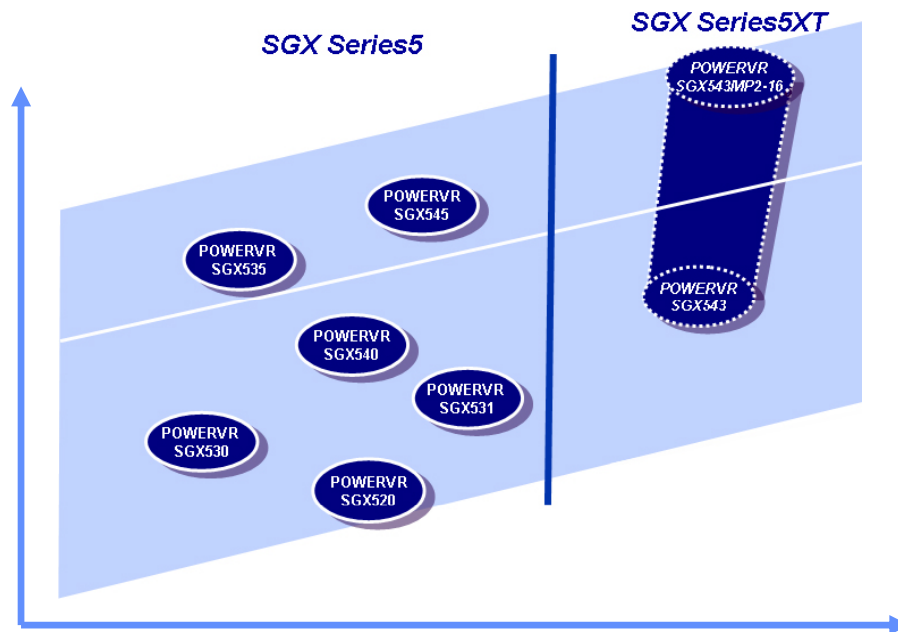 SGX Series5
SGX Series5XT
POWERVR
SGX543MP2-16
POWERVR
SGX545
POWERVR
SGX535
POWERVR
SGX543
POWERVR
SGX540
POWERVR
SGX531
POWERVR
SGX530
POWERVR
SGX520